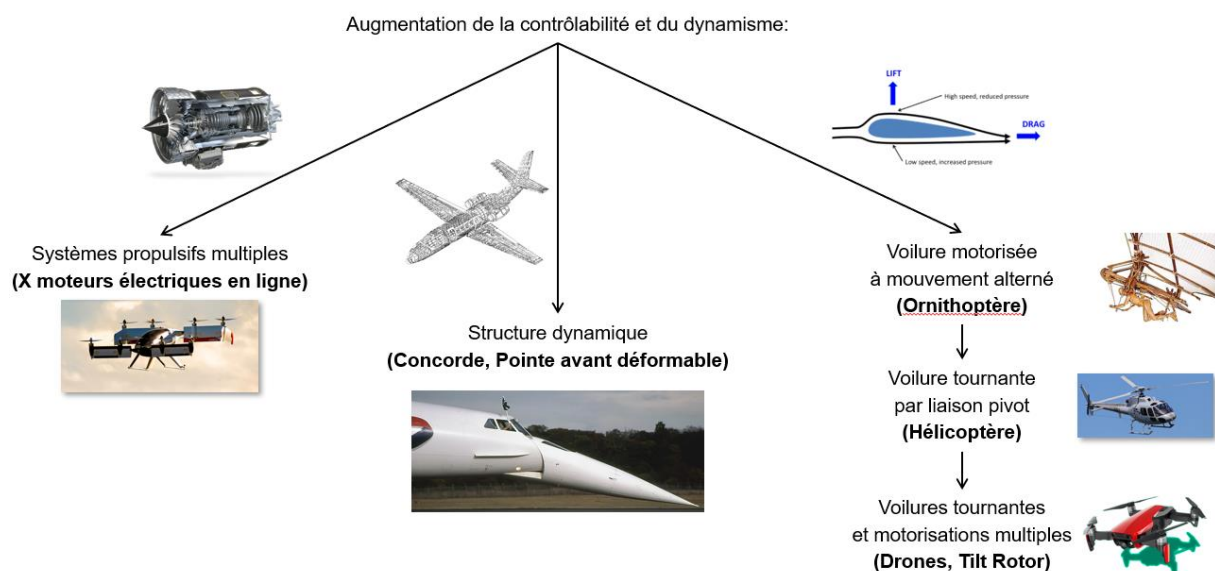 Augmentation de la contrôlabilité et du dynamisme:
LIFT
High speed, reduced pressure
DRAG
Low speed, increased pressure
Systèmes propulsifs multiples
(X moteurs électriques en ligne)
Structure dynamique
(Concorde, Pointe avant déformable)
Voilure motorisée
à mouvement alterné
(Ornithoptère)
Voilure tournante
par liaison pivot
(Hélicoptère)
Voilures tournantes
et motorisations multiples
(Drones, Tilt Rotor)